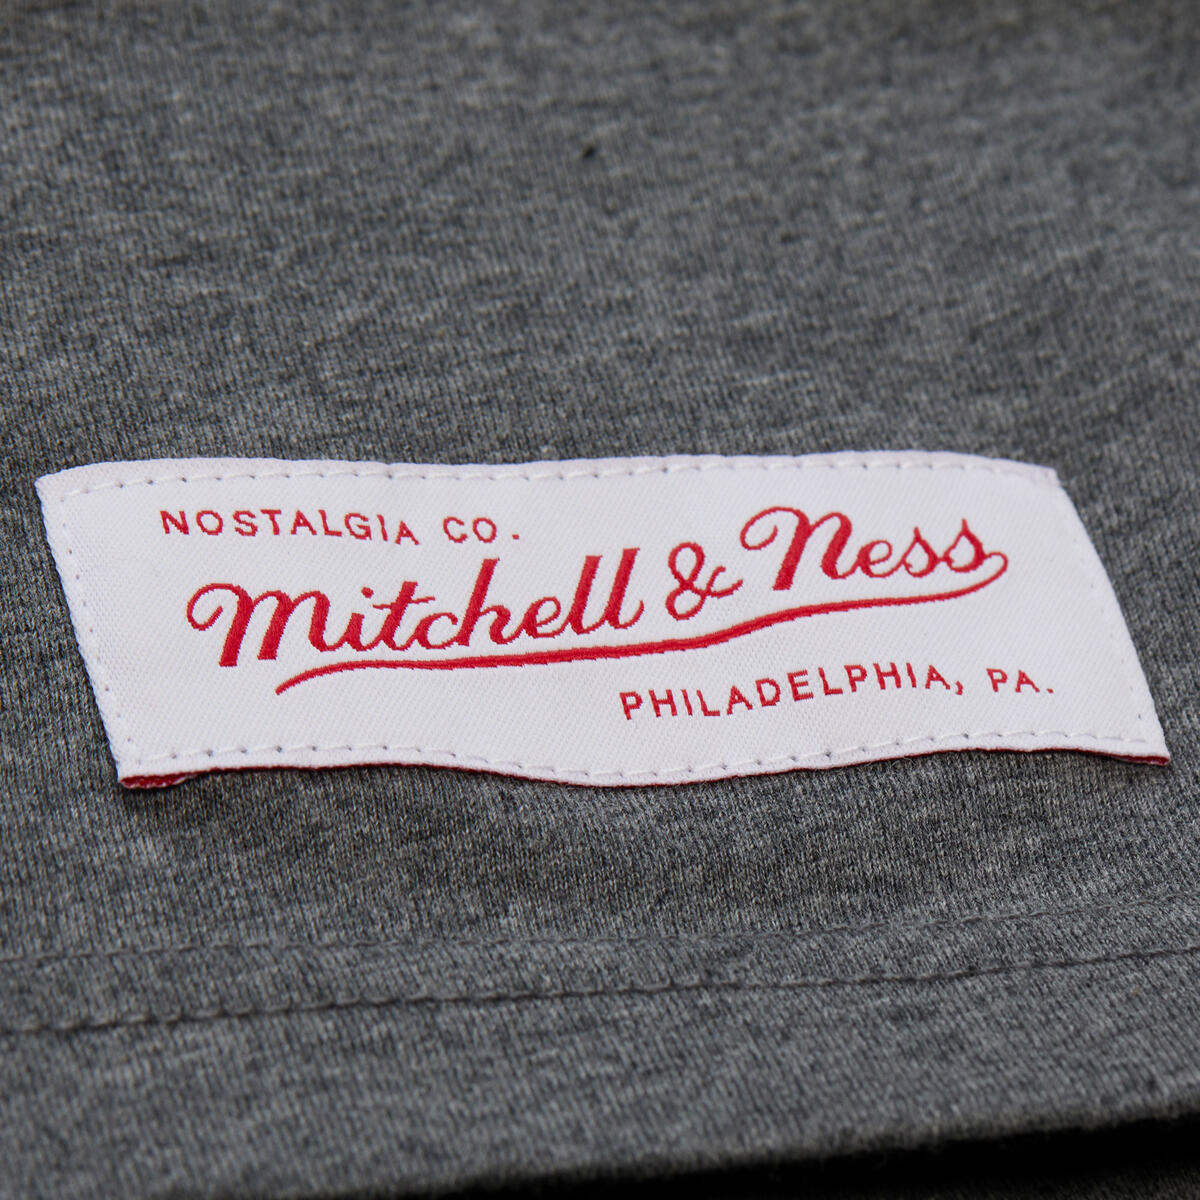 NOSTALGIA CO.
Mitchell & Ness
PHILADELPHIA, PA.